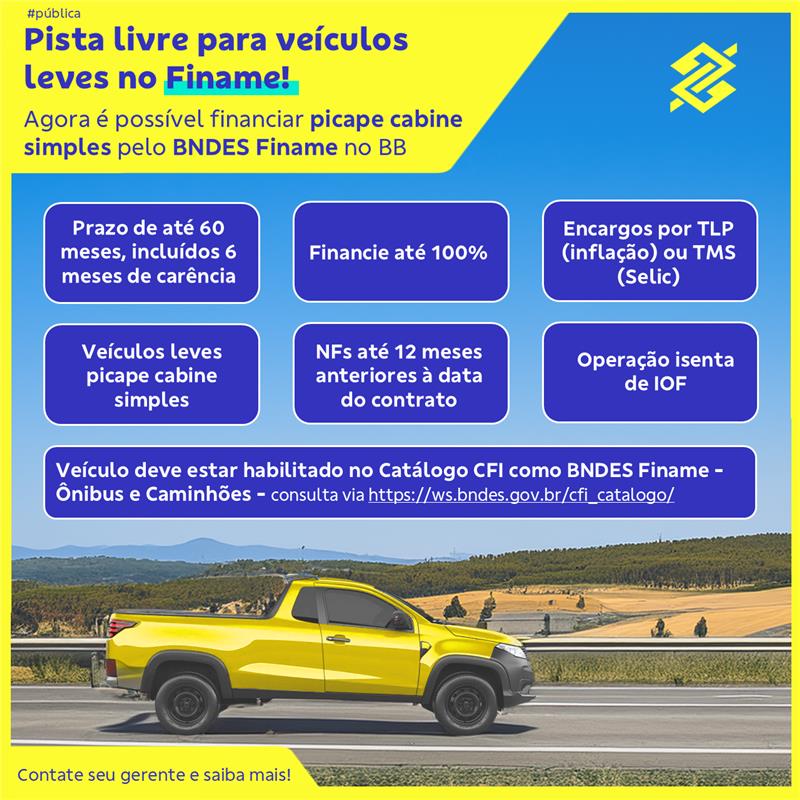 #pública
Pista livre para veículos
leves no Finame!
Agora é possível financiar picape cabine
simples pelo BNDES Finame no BB
Prazo de até 60
meses, incluídos 6
meses de carência
Financie até 100%
Encargos por TLP
(inflação) ou TMS
(Selic)
Veículos leves
picape cabine
simples
NFs até 12 meses
anteriores à data
do contrato
Operação isenta
de IOF
Veículo deve estar habilitado no Catálogo CFI como BNDES Finame -
Ônibus e Caminhões - consulta via https://ws.bndes.gov.br/cfi_catalogo/
Contate seu gerente e saiba mais!